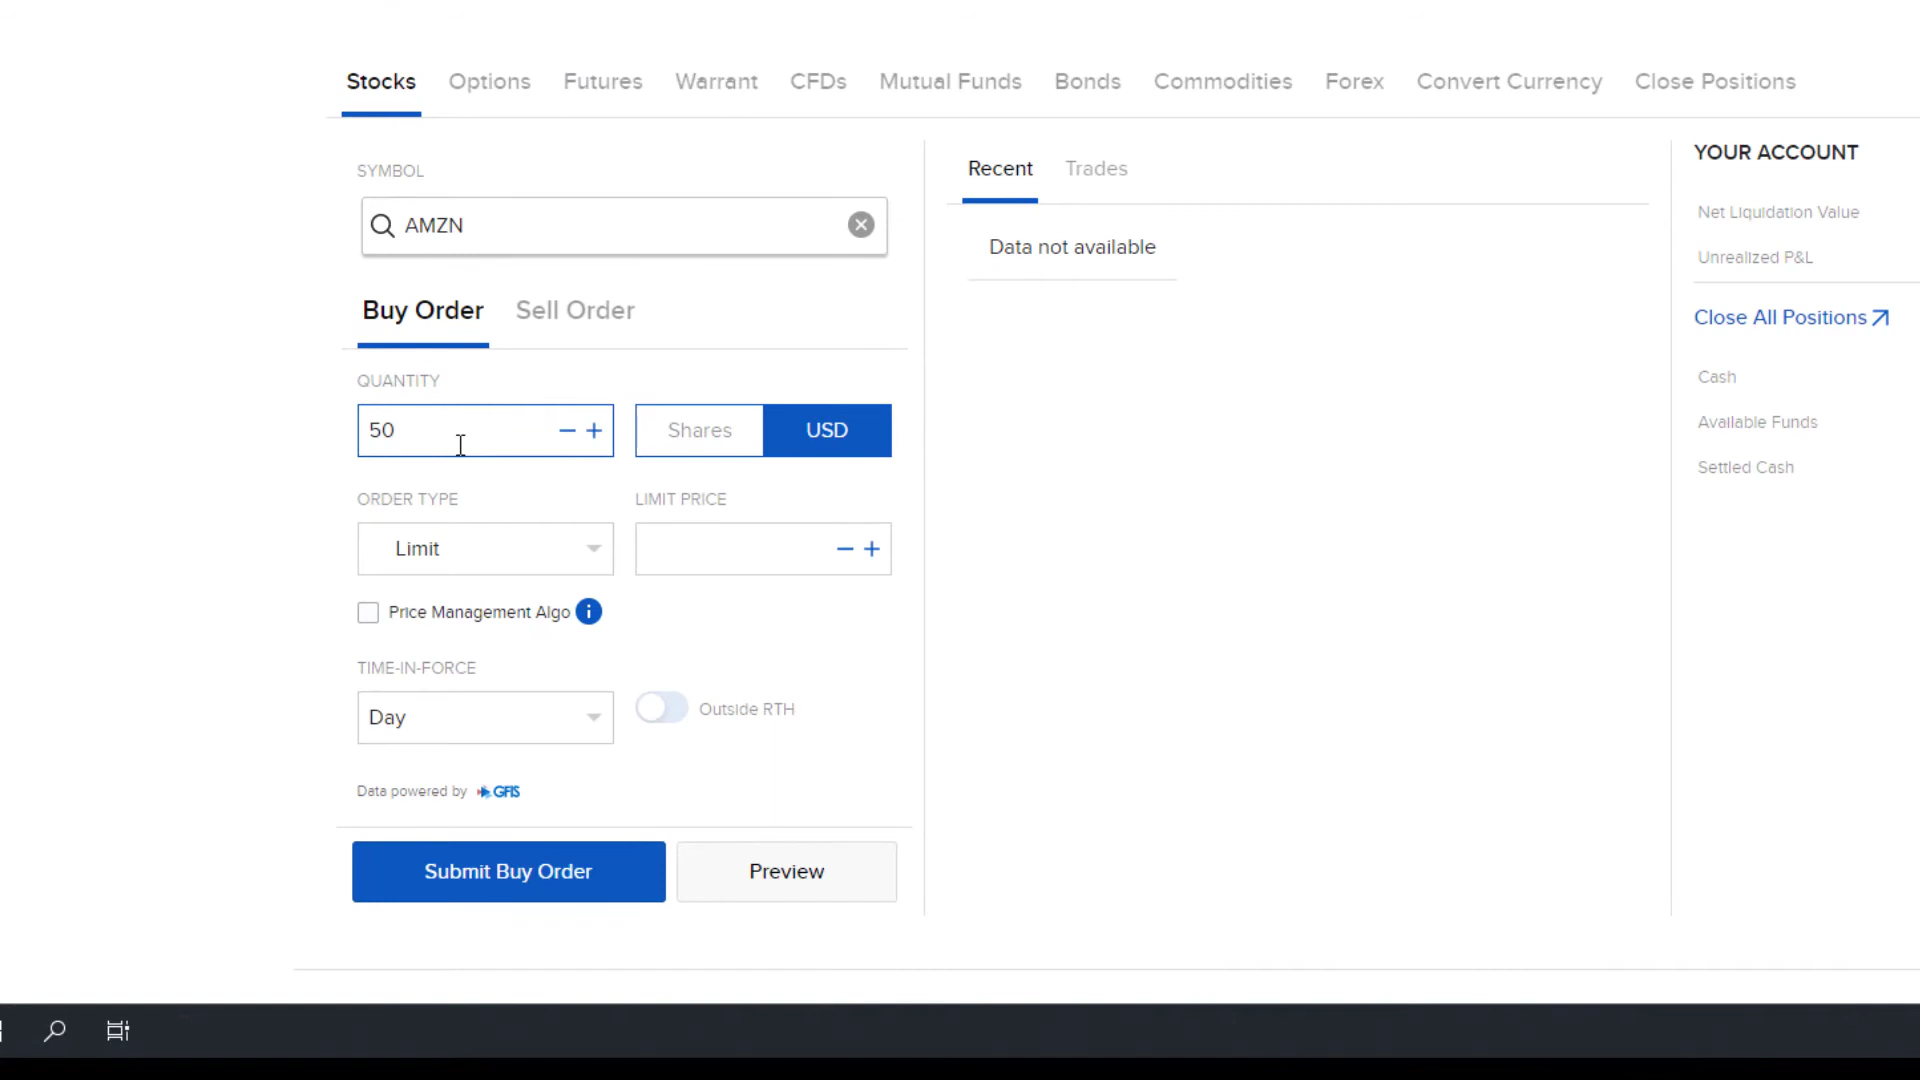 Stocks Options Futures Warrant CFDs Mutual Funds Bonds Commodities Forex Convert Currency Close Positions
SYMBOL
AMZN
Buy Order Sell Order
QUANTITY
50
Shares USD
ORDER TYPE LIMIT PRICE
Limit
Price Management Algo
TIME-IN-FORCE
Day
Outside RTH
Data powered by GFIS
Submit Buy Order Preview
Recent Trades
Data not available
YOUR ACCOUNT
Net Liquidation Value
Unrealized P&L
Close All Positions
Cash
Available Funds
Settled Cash